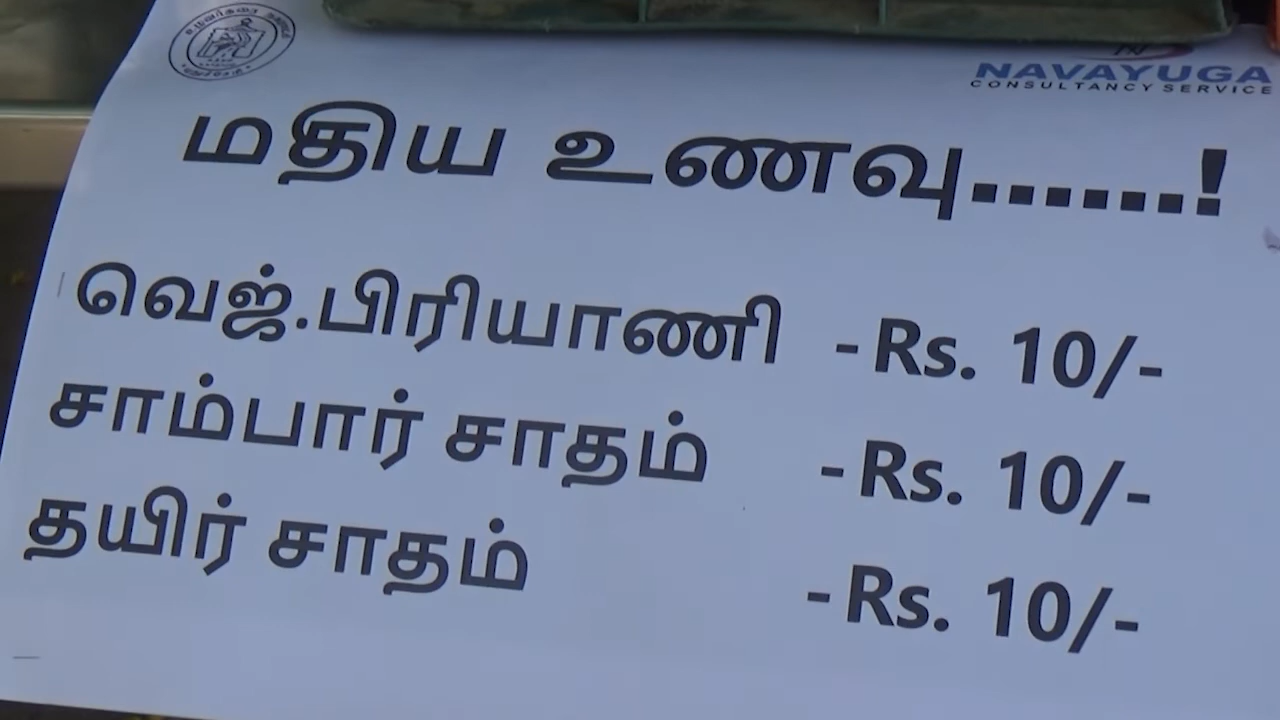 NAVAYUGA
CONSULTANCY SERVICE
மதிய உணவு......!
வெஜ்.பிரியாணி - Rs. 10/-
சாம்பார் சாதம் - Rs. 10/-
தயிர் சாதம் - Rs. 10/-